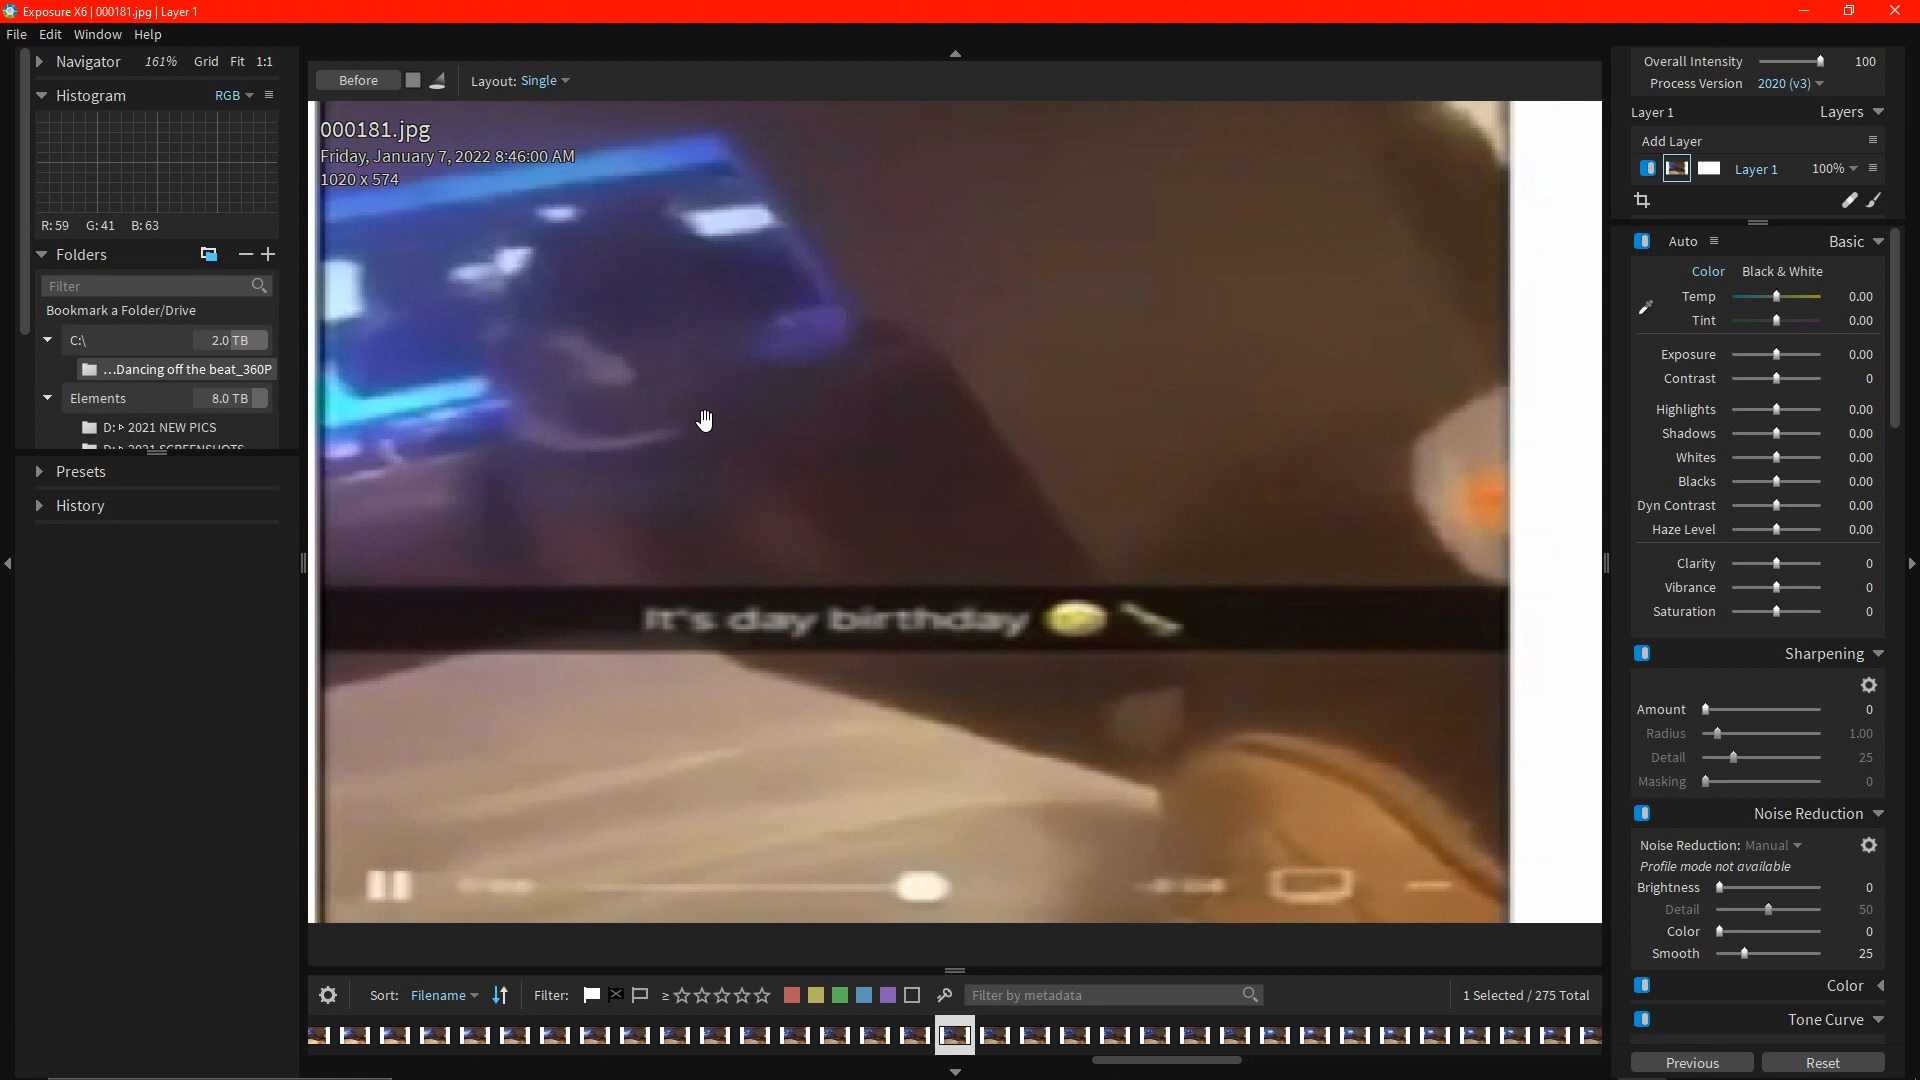 Exposure X6 | 000181.jpg | Layer 1
File Edit Window Help
Navigator 161% Grid Fit 1:1
Histogram RGB
R: 59 G: 41 B: 63
Folders
Filter
Bookmark a Folder/Drive
C:\ 2.0 TB
...Dancing off the beat_360P
Elements 8.0 TB
D: ▸ 2021 NEW PICS
D: ▸ 2021 SCREENSHOTS
Presets
History
Before Layout: Single
000181.jpg
Friday, January 7, 2022 8:46:00 AM
1020 x 574
It's day birthday
Sort: Filename Filter: ≥ Filter by metadata 1 Selected / 275 Total
Overall Intensity 100
Process Version 2020 (v3)
Layer 1 Layers
Add Layer
Layer 1 100%
Auto Basic
Color Black & White
Temp 0.00
Tint 0.00
Exposure 0.00
Contrast 0
Highlights 0.00
Shadows 0.00
Whites 0.00
Blacks 0.00
Dyn Contrast 0.00
Haze Level 0.00
Clarity 0
Vibrance 0
Saturation 0
Sharpening
Amount 0
Radius 1.00
Detail 25
Masking 0
Noise Reduction
Noise Reduction: Manual
Profile mode not available
Brightness 0
Detail 50
Color 0
Smooth 25
Color
Tone Curve
Previous Reset